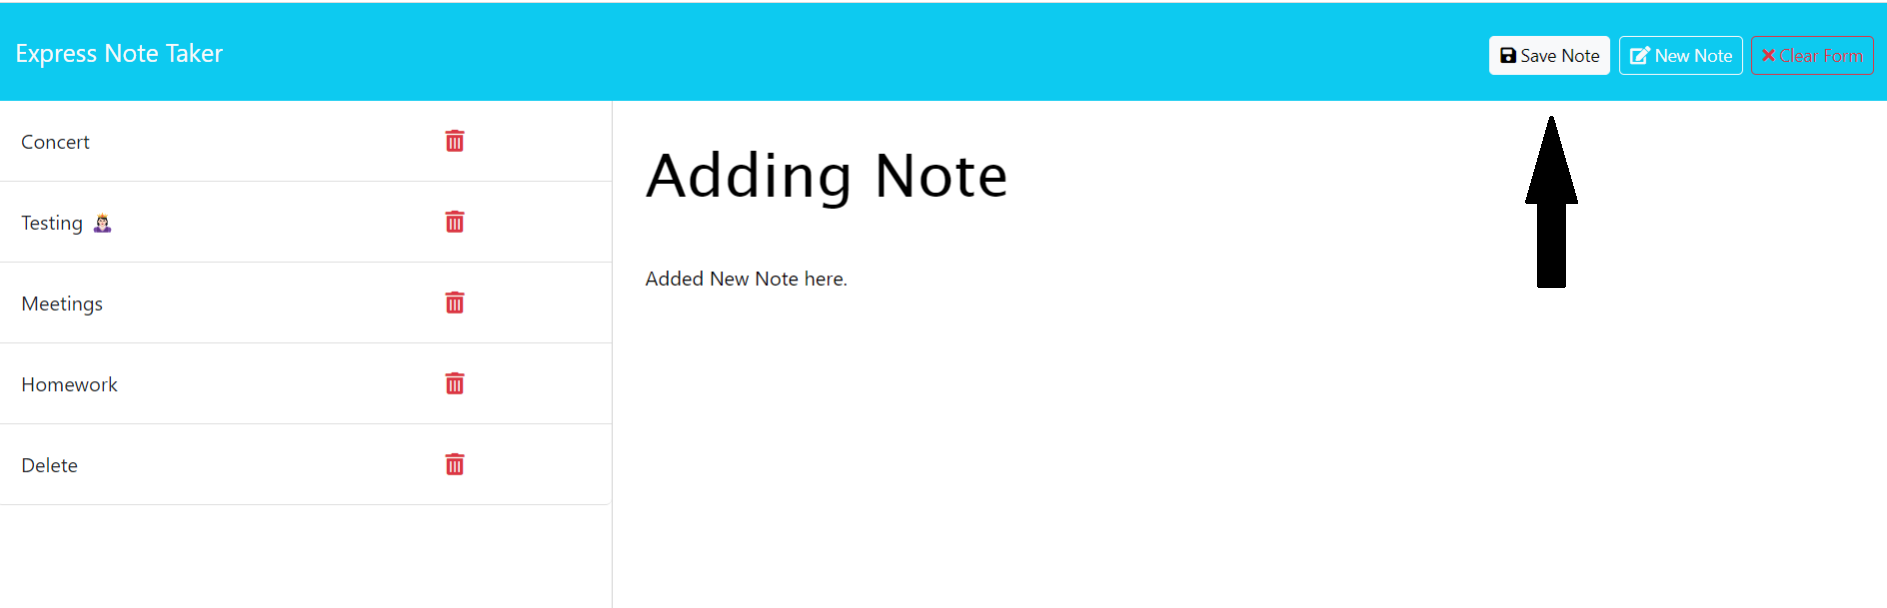 Express Note Taker
Save Note
New Note
Clear Form
Concert
Testing 👸🏻
Meetings
Homework
Delete
Adding Note
Added New Note here.